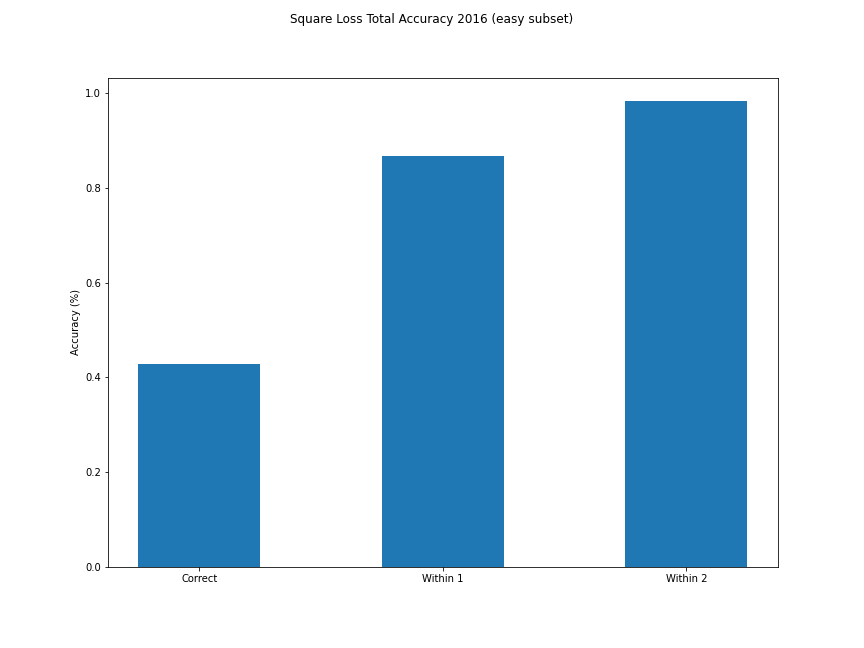 Square Loss Total Accuracy 2016 (easy subset)
1.0
0.8
0.6
0.4
0.2
0.0
Accuracy (%)
Correct
Within 1
Within 2